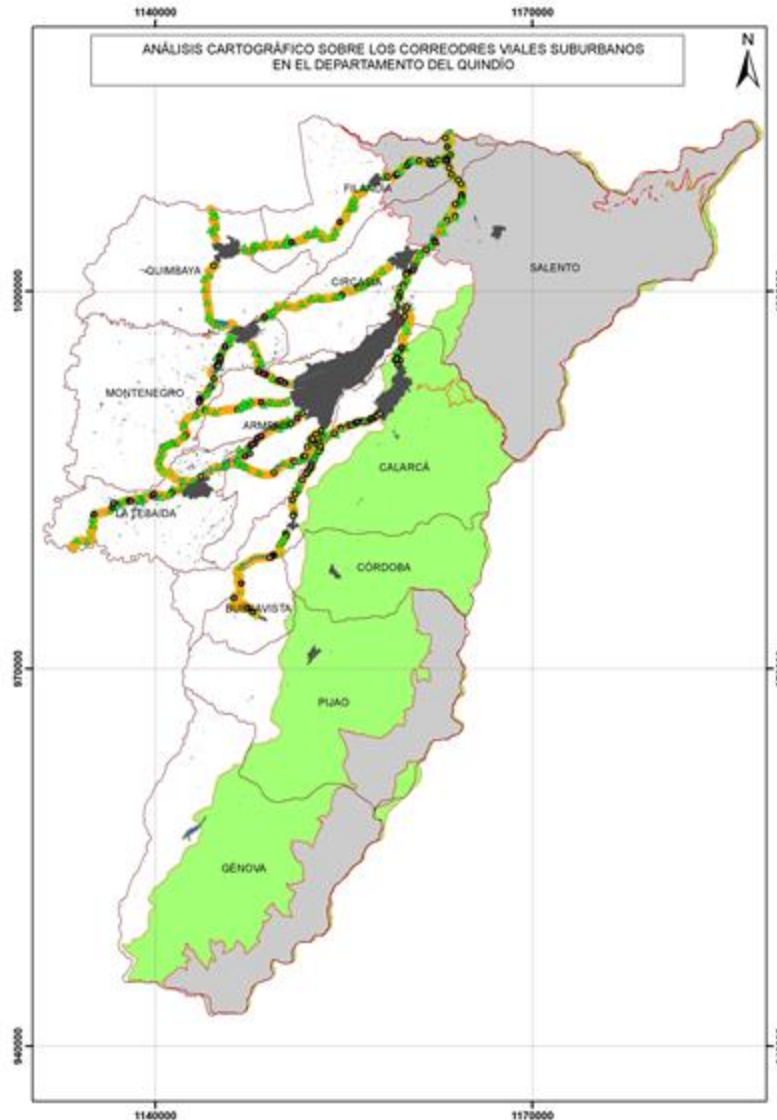 1140000
1170000
ANÁLISIS CARTOGRÁFICO SOBRE LOS CORREODRES VIALES SUBURBANOS
EN EL DEPARTAMENTO DEL QUINDÍO
N
FILANDIA
SALENTO
QUIMBAYA
CIRCASIA
MONTENEGRO
CALARCÁ
LA TEBAIDA
CÓRDOBA
BUENAVISTA
970000
PIJAO
GÉNOVA
940000
1140000
1170000